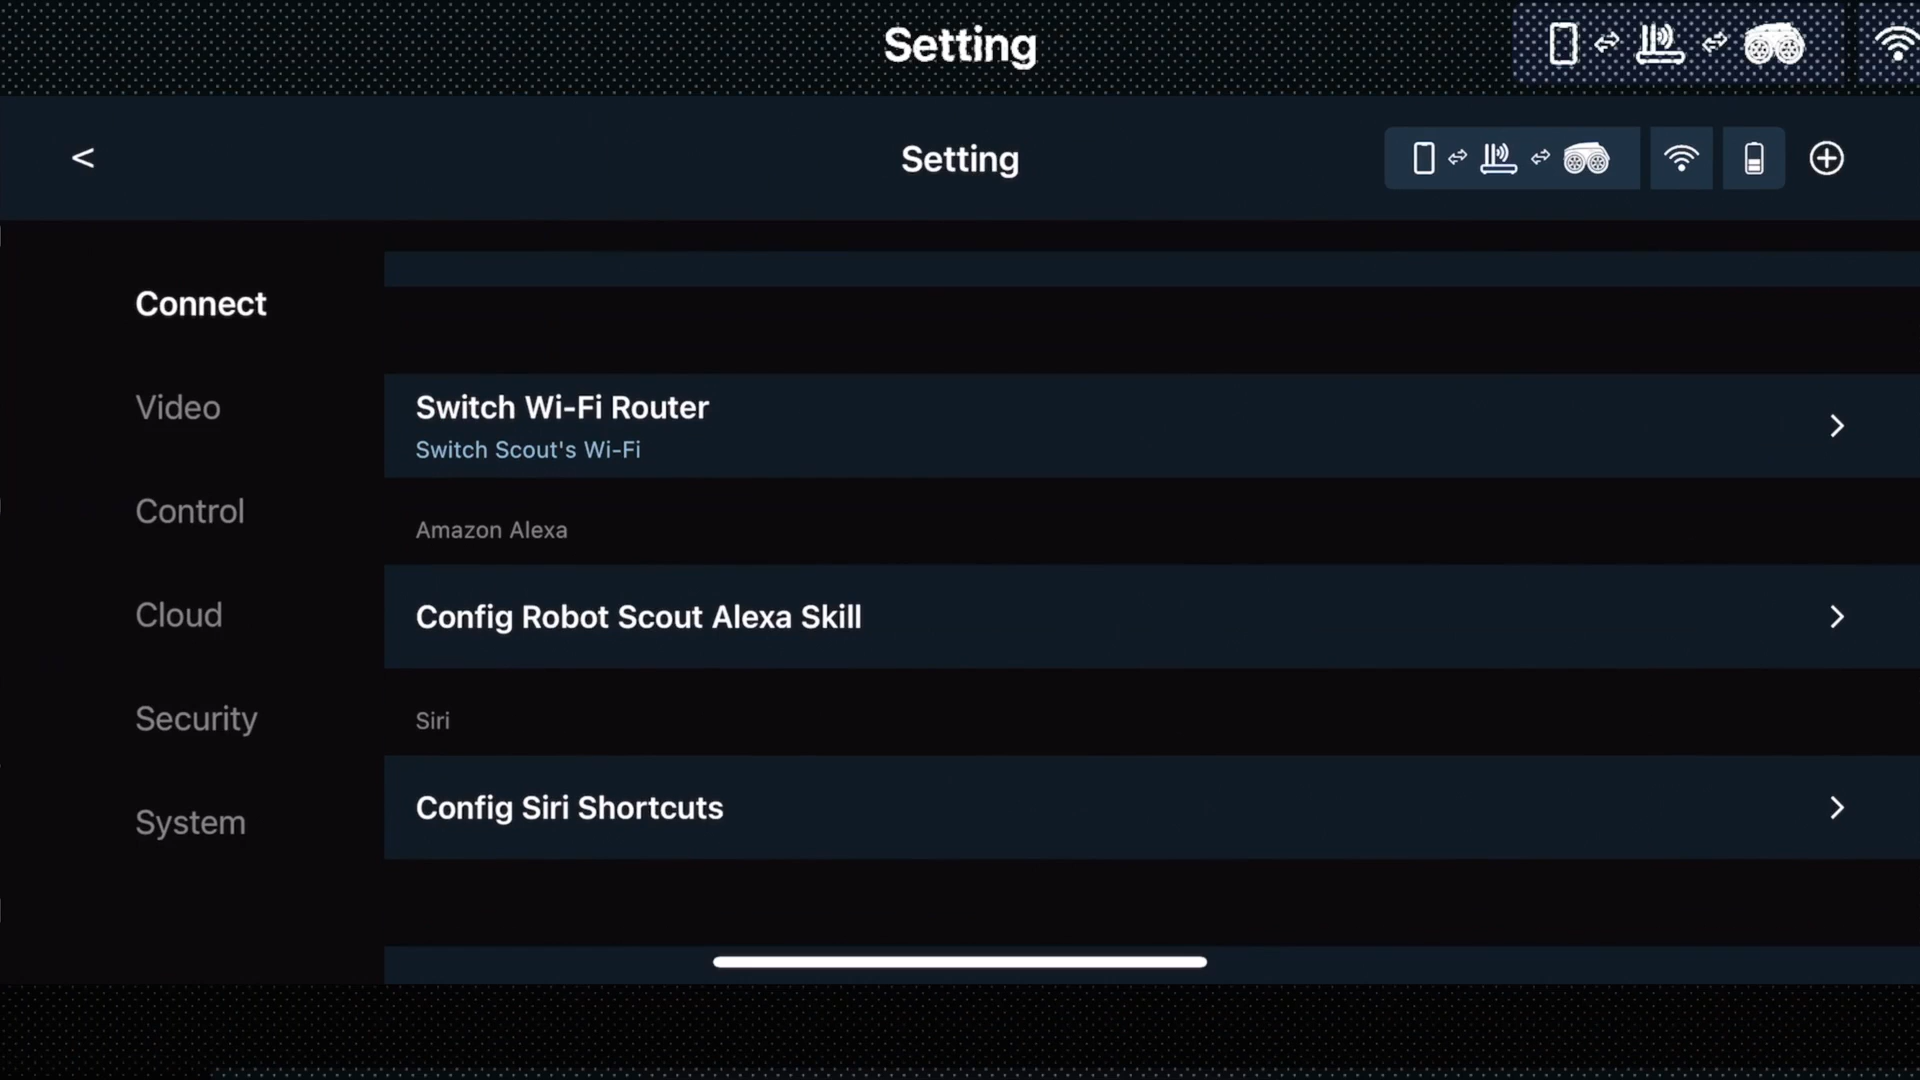 Setting
<
Setting
Connect
Video
Control
Cloud
Security
System
Switch Wi-Fi Router
Switch Scout's Wi-Fi
Amazon Alexa
Config Robot Scout Alexa Skill
Siri
Config Siri Shortcuts